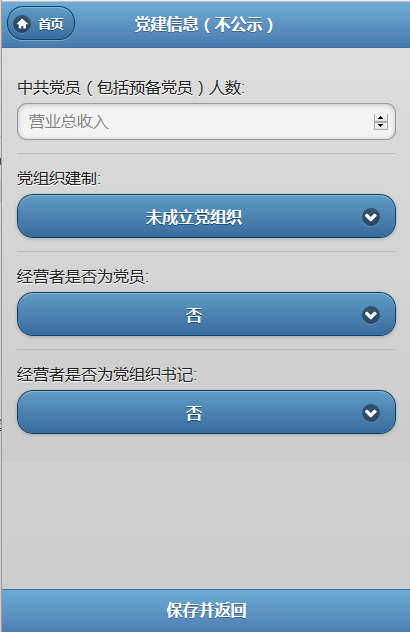 首页
党建信息（不公示）
中共党员（包括预备党员）人数:
营业总收入
党组织建制:
未成立党组织
经营者是否为党员:
否
经营者是否为党组织书记:
否
保存并返回